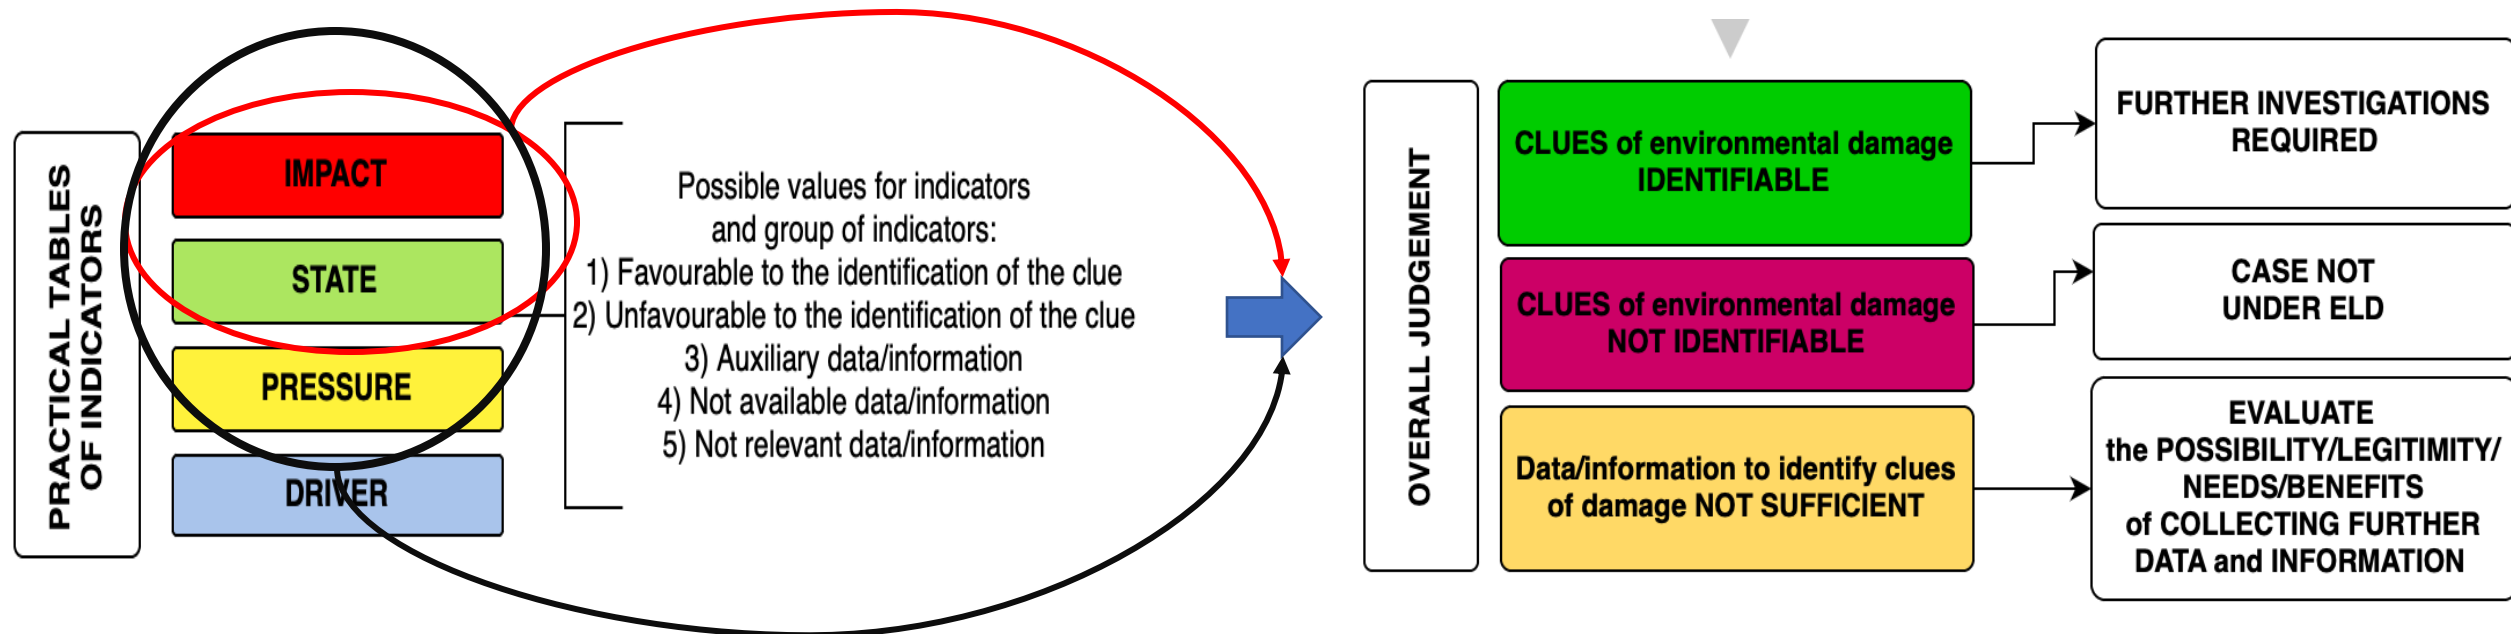 PRACTICAL TABLES
OF INDICATORS
IMPACT
STATE
PRESSURE
DRIVER
Possible values for indicators
and group of indicators:
1) Favourable to the identification of the clue
2) Unfavourable to the identification of the clue
3) Auxiliary data/information
4) Not available data/information
5) Not relevant data/information
OVERALL JUDGEMENT
CLUES of environmental damage
IDENTIFIABLE
CLUES of environmental damage
NOT IDENTIFIABLE
Data/information to identify clues
of damage NOT SUFFICIENT
FURTHER INVESTIGATIONS
REQUIRED
CASE NOT
UNDER ELD
EVALUATE
the POSSIBILITY/LEGITIMITY/
NEEDS/BENEFITS
of COLLECTING FURTHER
DATA and INFORMATION